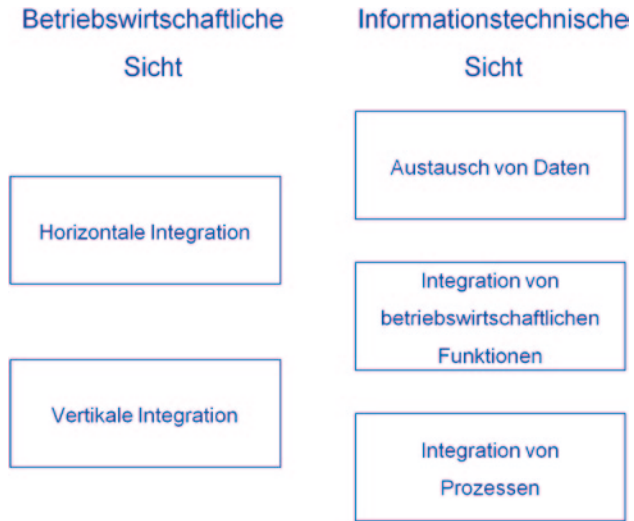 Betriebswirtschaftliche
Sicht
Informationstechnische
Sicht
Horizontale Integration
Vertikale Integration
Austausch von Daten
Integration von
betriebswirtschaftlichen
Funktionen
Integration von
Prozessen